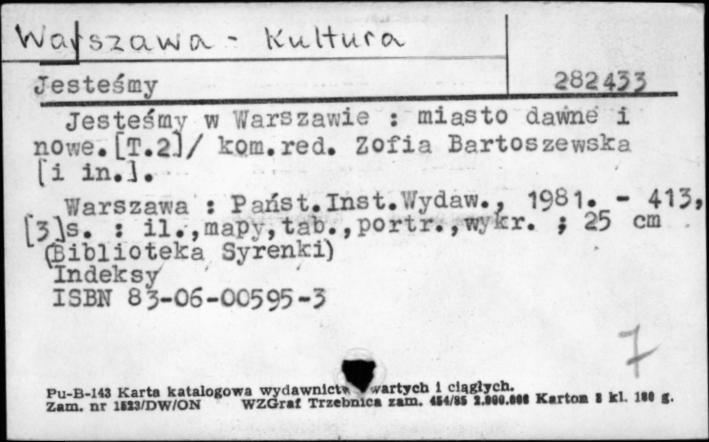 Warszawa - Kultura
Jesteśmy 282433
Jesteśmy w Warszawie : miasto dawne i
nowe.[T.2]/ kom.red. Zofia Bartoszewska
[i in.].
Warszawa : Państ.Inst.Wydaw., 1981. - 413,
[3]s. : il.,mapy,tab.,portr.,wykr. ; 25 cm
(Biblioteka Syrenki)
Indeksy
ISBN 83-06-00595-3
7
Pu-B-143 Karta katalogowa wydawnictw zwartych i ciągłych.
Zam. nr 1523/DW/ON WZGraf Trzebnica zam. 454/85 2.000.000 Karton kl. 180 g.